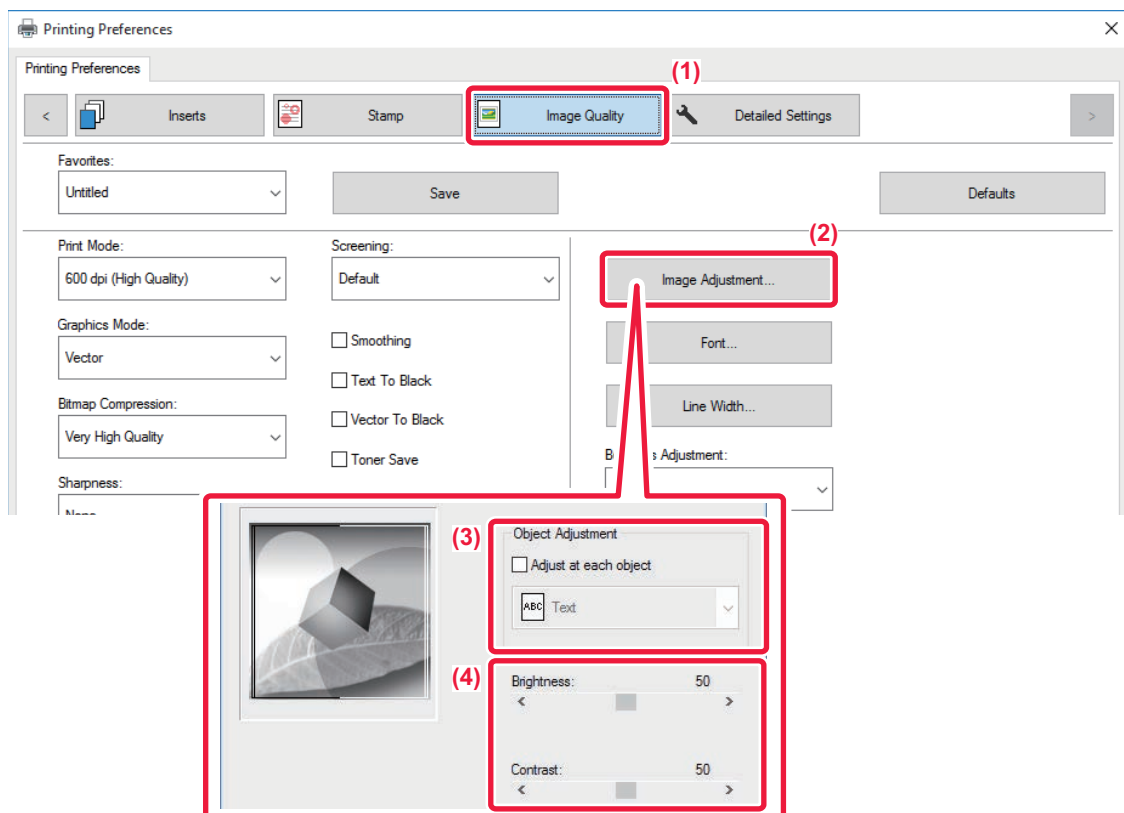 Printing Preferences
Printing Preferences
(1)
< Inserts Stamp Image Quality Detailed Settings >
Favorites:
Untitled Save Defaults
(2)
Print Mode: Screening:
600 dpi (High Quality) Default Image Adjustment...
Graphics Mode:
Vector Smoothing Font...
Text To Black
Bitmap Compression: Line Width...
Very High Quality Vector To Black
Toner Save Adjustment:
Sharpness:
(3) Object Adjustment
Adjust at each object
ABC Text
(4) Brightness: 50
< >
Contrast: 50
< >